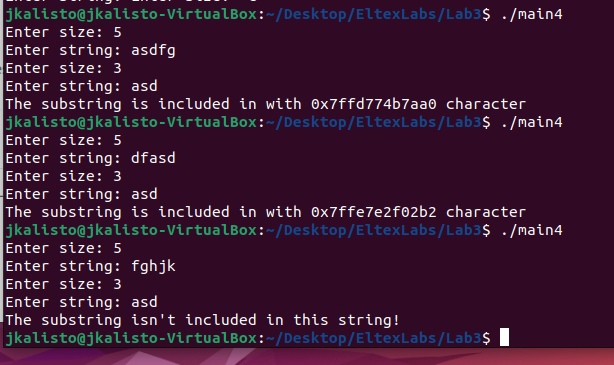 jkalisto@jkalisto-VirtualBox:~/Desktop/EltexLabs/Lab3$ ./main4
Enter size: 5
Enter string: asdfg
Enter size: 3
Enter string: asd
The substring is included in with 0x7ffd774b7aa0 character
jkalisto@jkalisto-VirtualBox:~/Desktop/EltexLabs/Lab3$ ./main4
Enter size: 5
Enter string: dfasd
Enter size: 3
Enter string: asd
The substring is included in with 0x7ffe7e2f02b2 character
jkalisto@jkalisto-VirtualBox:~/Desktop/EltexLabs/Lab3$ ./main4
Enter size: 5
Enter string: fghjk
Enter size: 3
Enter string: asd
The substring isn't included in this string!
jkalisto@jkalisto-VirtualBox:~/Desktop/EltexLabs/Lab3$